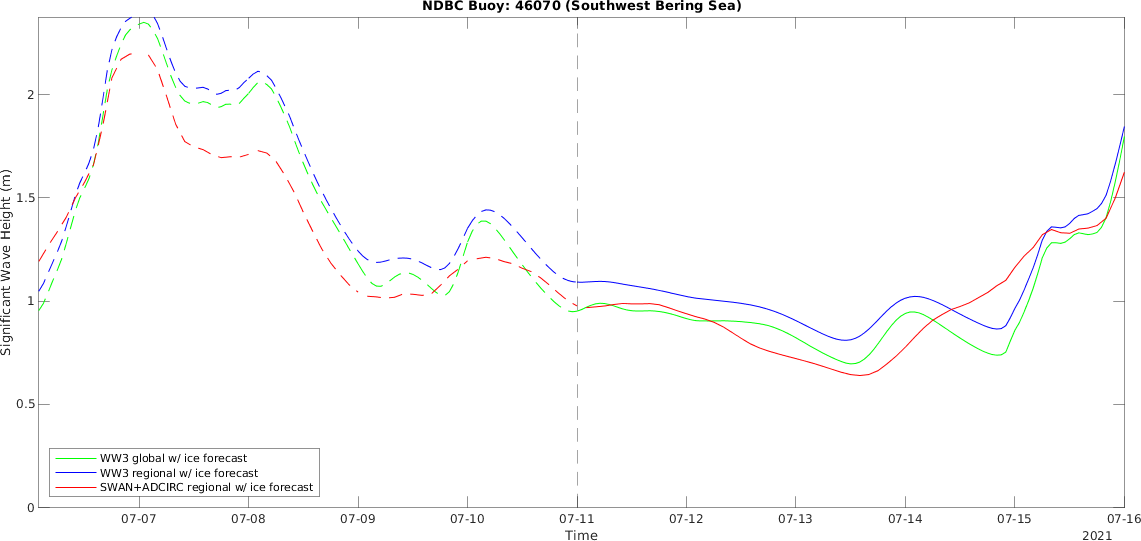 NDBC Buoy: 46070 (Southwest Bering Sea)
Significant Wave Height (m)
2
1.5
1
0.5
0
WW3 global w/ ice forecast
WW3 regional w/ ice forecast
SWAN+ADCIRC regional w/ ice forecast
07-07 07-08 07-09 07-10 07-11 07-12 07-13 07-14 07-15 07-16
Time
2021